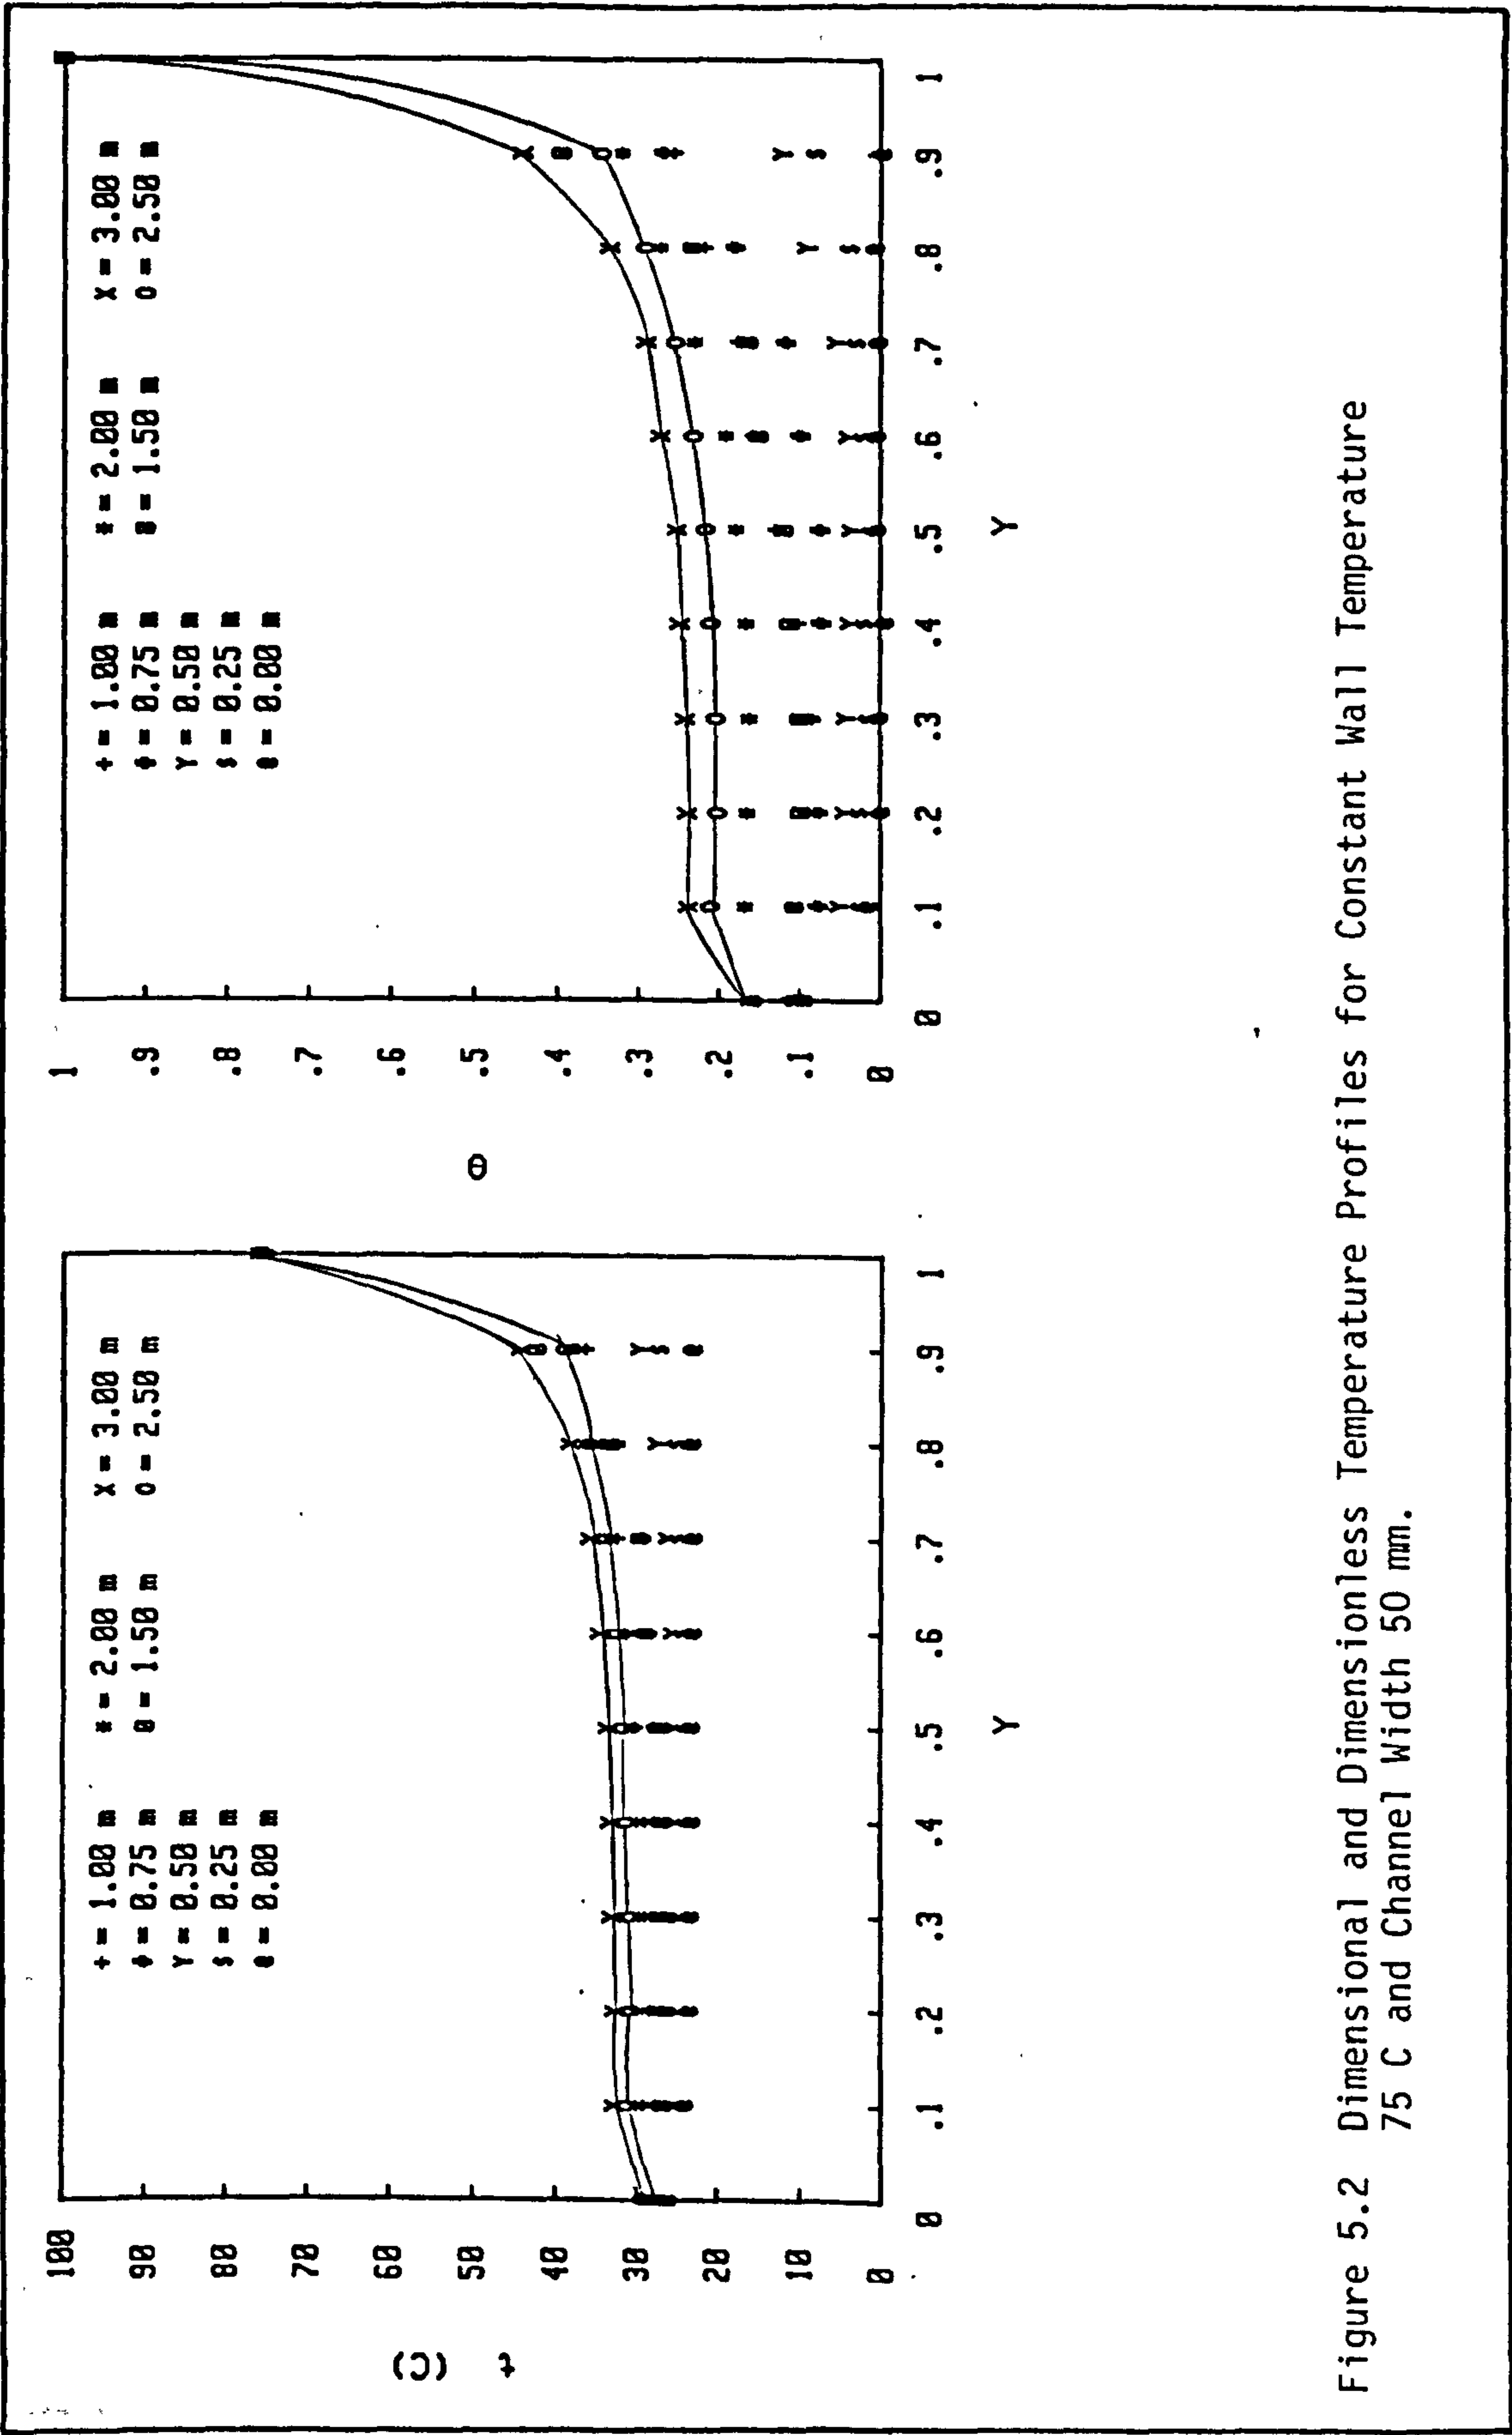 t (C)
100
90
80
70
60
50
40
30
20
10
0
+ = 1.00 m
ϕ = 0.75 m
Y = 0.50 m
$ = 0.25 m
@ = 0.00 m
* = 2.00 m
0 = 1.50 m
X = 3.00 m
O = 2.50 m
0 .1 .2 .3 .4 .5 .6 .7 .8 .9 1
Y
θ
1
.9
.8
.7
.6
.5
.4
.3
.2
.1
0
+ = 1.00 m
ϕ = 0.75 m
Y = 0.50 m
$ = 0.25 m
= 0.00 m
* = 2.00 m
= 1.50 m
X = 3.00 m
O = 2.50 m
0 .1 .2 .3 .4 .5 .6 .7 .8 .9 1
Y
Figure 5.2 Dimensional and Dimensionless Temperature Profiles for Constant Wall Temperature
75 C and Channel Width 50 mm.